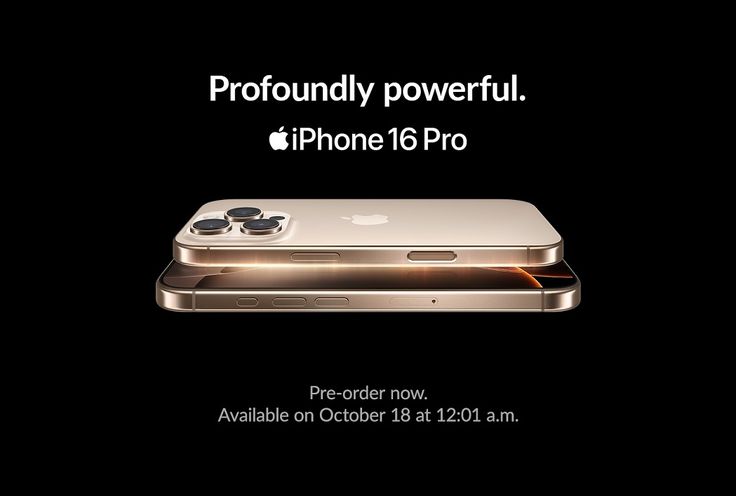 Profoundly powerful.
iPhone 16 Pro
Pre-order now.
Available on October 18 at 12:01 a.m.